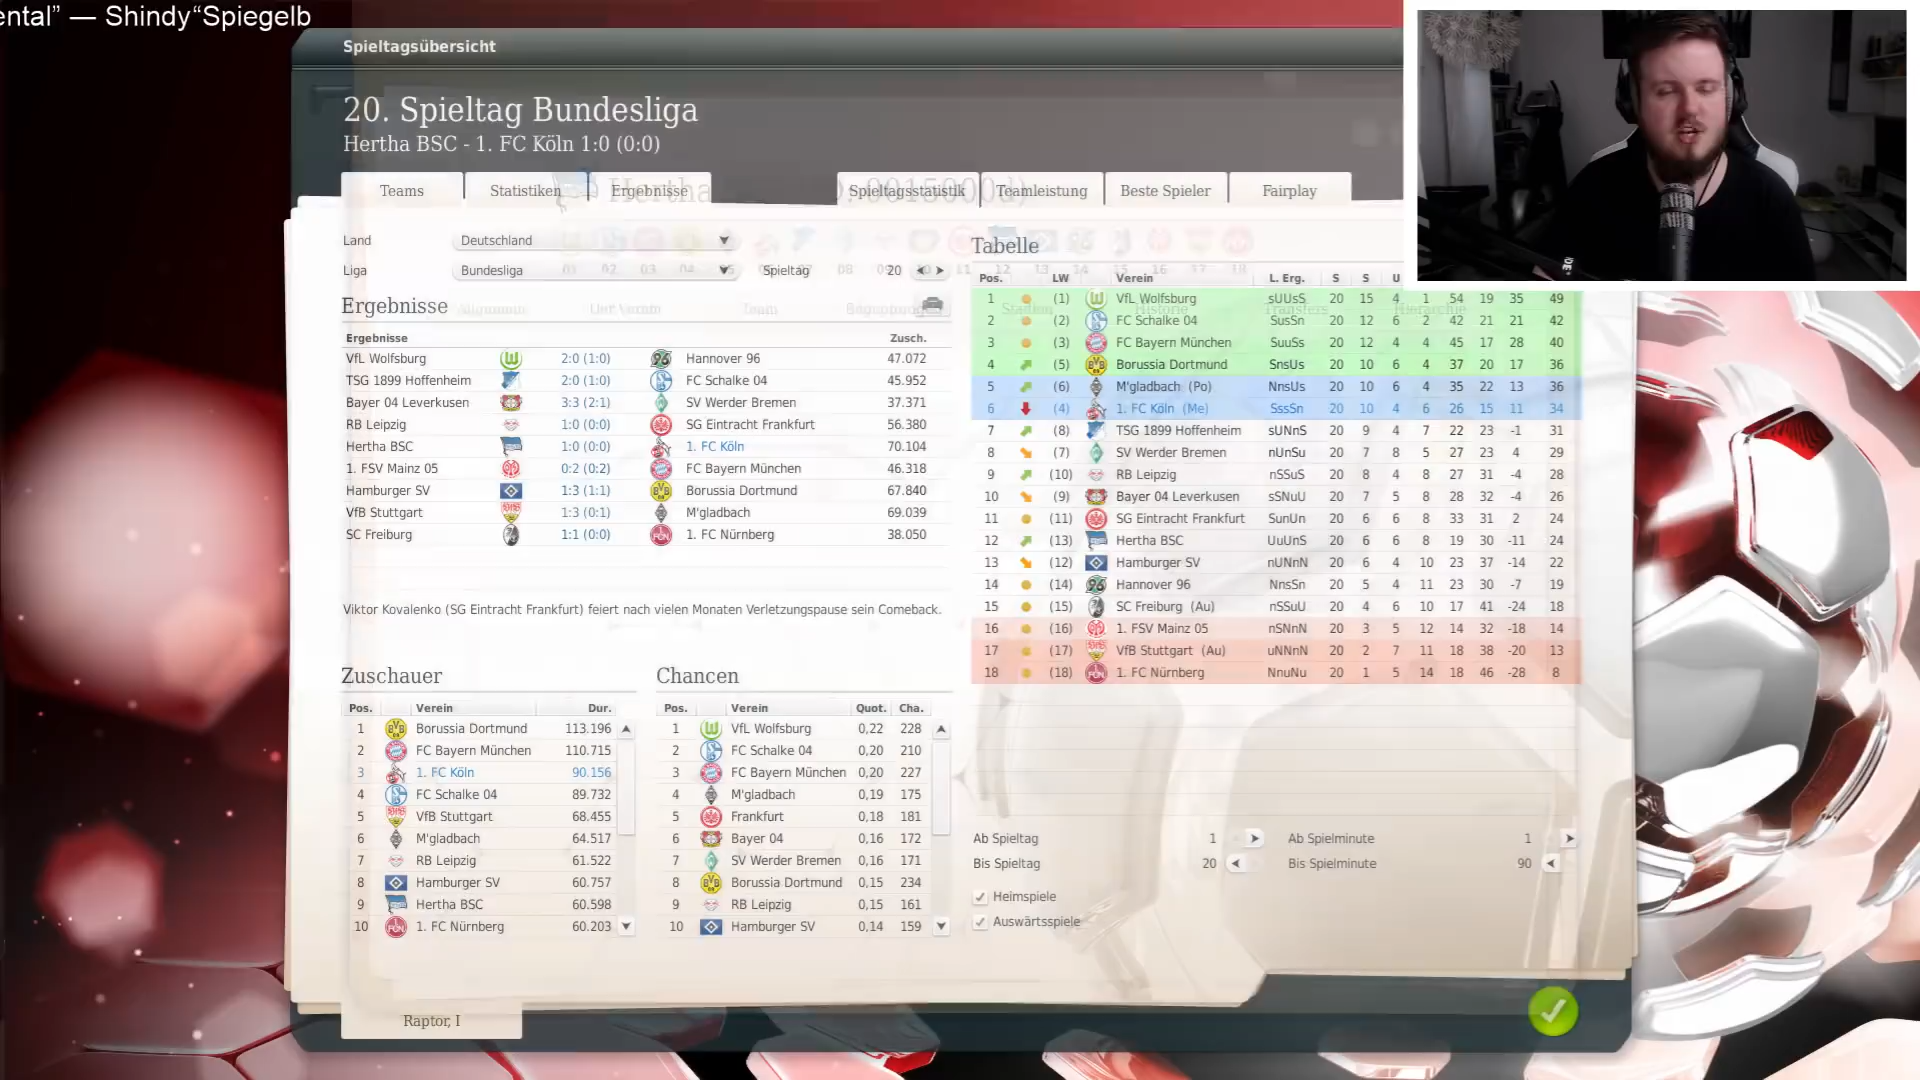 ental” — Shindy“Spiegelb
Spieltagsübersicht
20. Spieltag Bundesliga
Hertha BSC - 1. FC Köln 1:0 (0:0)
Teams Statistiken Ergebnisse Spieltagsstatistik Teamleistung Beste Spieler Fairplay
Land Deutschland
Liga Bundesliga Spieltag 20
Ergebnisse
Ergebnisse Zusch.
VfL Wolfsburg 2:0 (1:0) Hannover 96 47.072
TSG 1899 Hoffenheim 2:0 (1:0) FC Schalke 04 45.952
Bayer 04 Leverkusen 3:3 (2:1) SV Werder Bremen 37.371
RB Leipzig 1:0 (0:0) SG Eintracht Frankfurt 56.380
Hertha BSC 1:0 (0:0) 1. FC Köln 70.104
1. FSV Mainz 05 0:2 (0:2) FC Bayern München 46.318
Hamburger SV 1:3 (1:1) Borussia Dortmund 67.840
VfB Stuttgart 1:3 (0:1) M'gladbach 69.039
SC Freiburg 1:1 (0:0) 1. FC Nürnberg 38.050
Viktor Kovalenko (SG Eintracht Frankfurt) feiert nach vielen Monaten Verletzungspause sein Comeback.
Zuschauer
Pos. Verein Dur.
1 Borussia Dortmund 113.196
2 FC Bayern München 110.715
3 1. FC Köln 90.156
4 FC Schalke 04 89.732
5 VfB Stuttgart 68.455
6 M'gladbach 64.517
7 RB Leipzig 61.522
8 Hamburger SV 60.757
9 Hertha BSC 60.598
10 1. FC Nürnberg 60.203
Chancen
Pos. Verein Quot. Cha.
1 VfL Wolfsburg 0,22 228
2 FC Schalke 04 0,20 210
3 FC Bayern München 0,20 227
4 M'gladbach 0,19 175
5 Frankfurt 0,18 181
6 Bayer 04 0,16 172
7 SV Werder Bremen 0,16 171
8 Borussia Dortmund 0,15 234
9 RB Leipzig 0,15 161
10 Hamburger SV 0,14 159
Tabelle
Pos. LW Verein L. Erg. S S U
1 (1) VfL Wolfsburg sUUsS 20 15 4 1 54 19 35 49
2 (2) FC Schalke 04 SusSn 20 12 6 2 42 21 21 42
3 (3) FC Bayern München SuuSs 20 12 4 4 45 17 28 40
4 (5) Borussia Dortmund SnsUs 20 10 6 4 37 20 17 36
5 (6) M'gladbach (Po) NnsUs 20 10 6 4 35 22 13 36
6 (4) 1. FC Köln (Me) SssSn 20 10 4 6 26 15 11 34
7 (8) TSG 1899 Hoffenheim sUNnS 20 9 4 7 22 23 -1 31
8 (7) SV Werder Bremen nUnSu 20 7 8 5 27 23 4 29
9 (10) RB Leipzig nSSuS 20 8 4 8 27 31 -4 28
10 (9) Bayer 04 Leverkusen sSNuU 20 7 5 8 28 32 -4 26
11 (11) SG Eintracht Frankfurt SunUn 20 6 6 8 33 31 2 24
12 (13) Hertha BSC UuUnS 20 6 6 8 19 30 -11 24
13 (12) Hamburger SV nUNnN 20 6 4 10 23 37 -14 22
14 (14) Hannover 96 NnsSn 20 5 4 11 23 30 -7 19
15 (15) SC Freiburg (Au) nSSuU 20 4 6 10 17 41 -24 18
16 (16) 1. FSV Mainz 05 nSNnN 20 3 5 12 14 32 -18 14
17 (17) VfB Stuttgart (Au) uNNnN 20 2 7 11 18 38 -20 13
18 (18) 1. FC Nürnberg NnuNu 20 1 5 14 18 46 -28 8
Ab Spieltag 1 Ab Spielminute 1
Bis Spieltag 20 Bis Spielminute 90
Heimspiele
Auswärtsspiele
Raptor, I